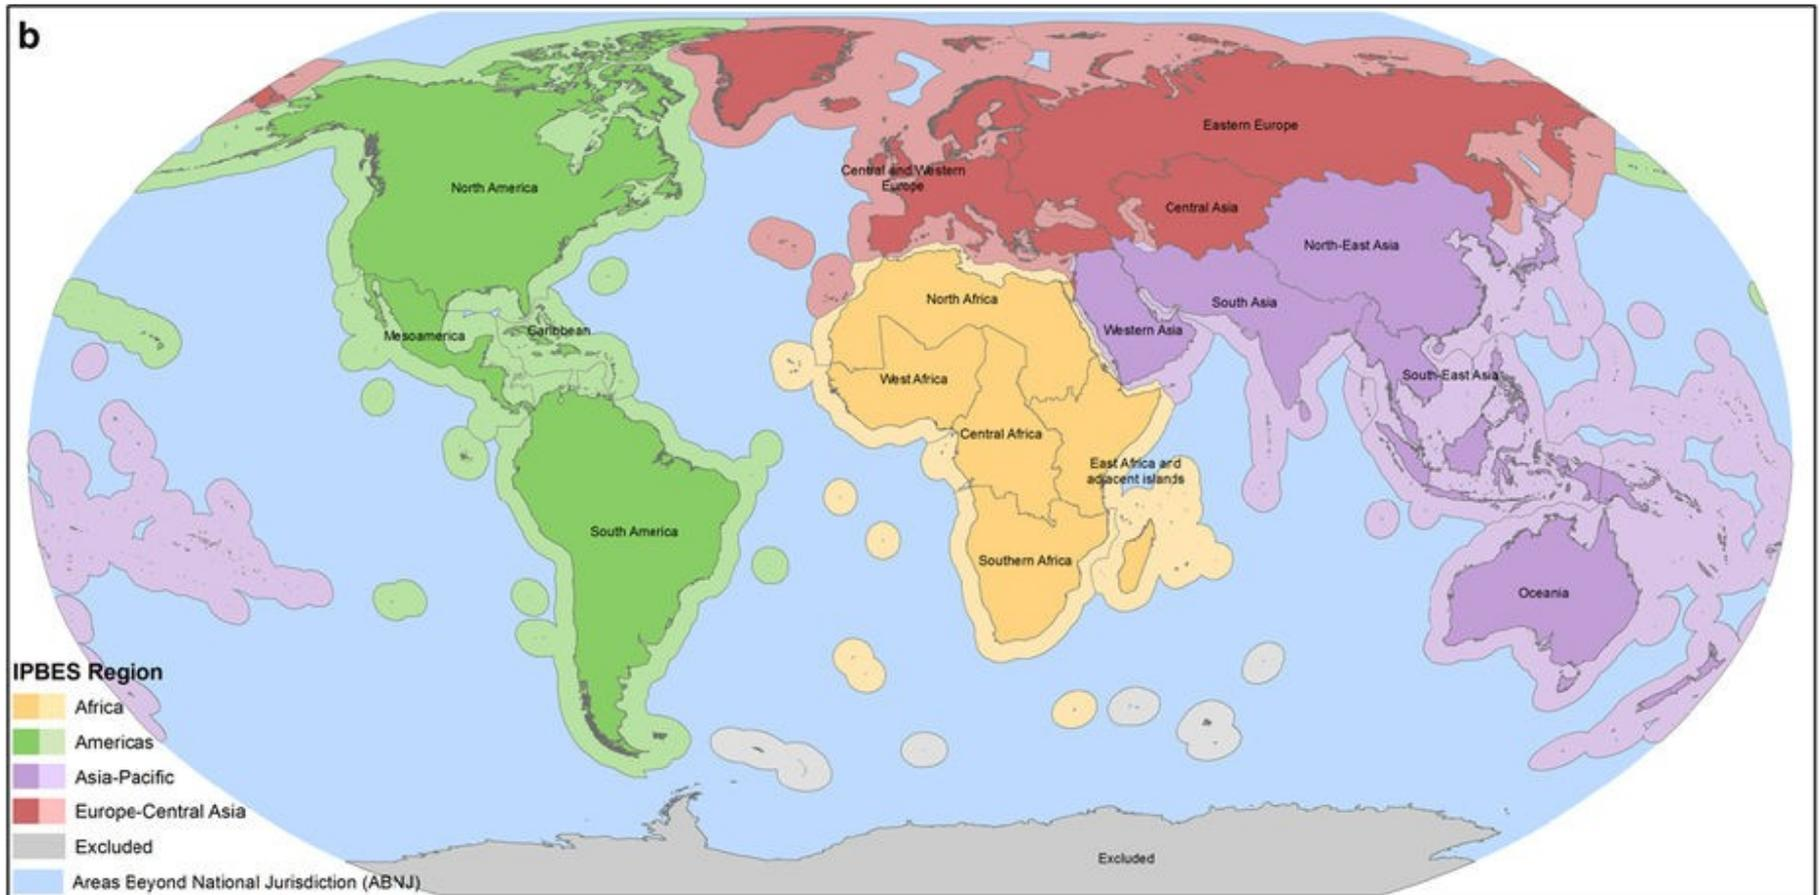 b
Eastern Europe
Central and Western
Europe
North America
Central Asia
North-East Asia
North Africa
South Asia
Mesoamerica
Caribbean
Western Asia
West Africa
South-East Asia
Central Africa
East Africa and
adjacent islands
South America
Southern Africa
Oceania
IPBES Region
Africa
Americas
Asia-Pacific
Europe-Central Asia
Excluded
Excluded
Areas Beyond National Jurisdiction (ABNJ)